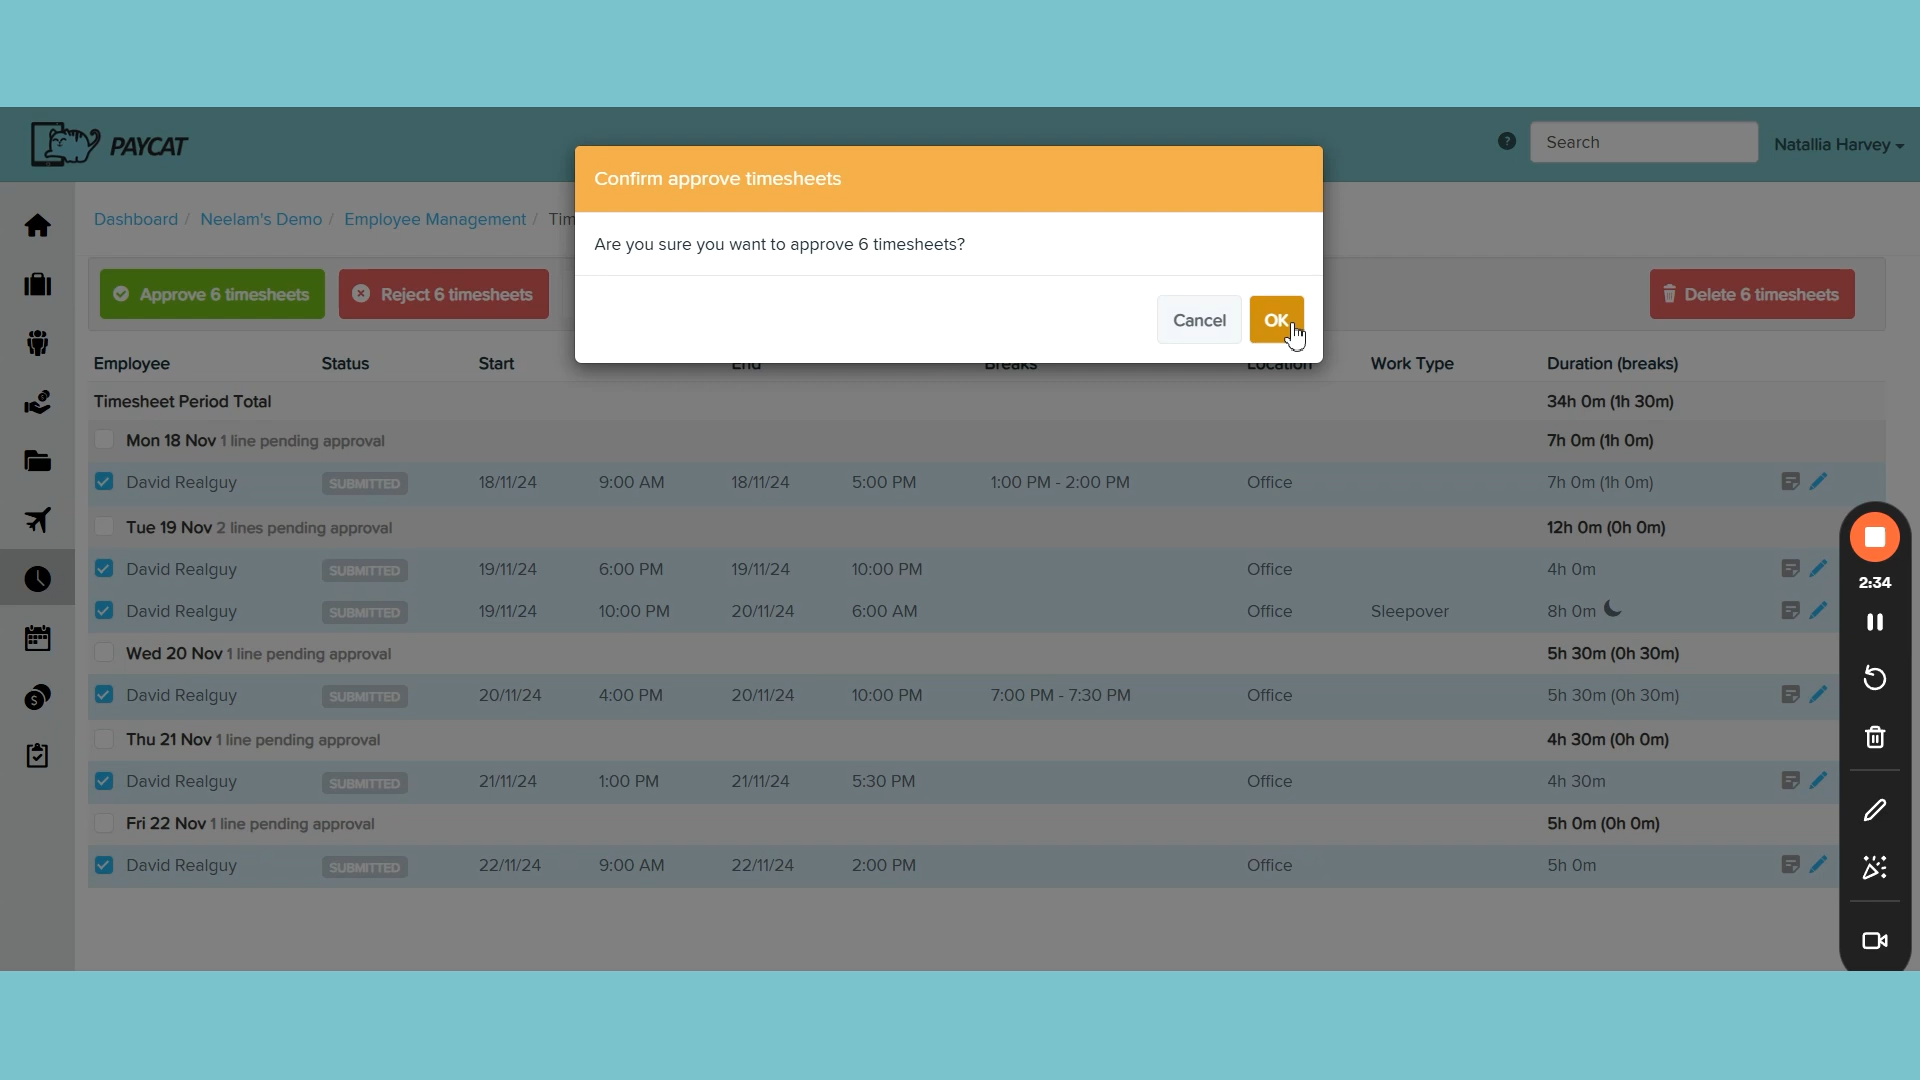 PAYCAT
?
Search
Natallia Harvey
Confirm approve timesheets
Are you sure you want to approve 6 timesheets?
Cancel
OK
Dashboard / Neelam's Demo / Employee Management /
Approve 6 timesheets
Reject 6 timesheets
Delete 6 timesheets
Employee Status Start End Breaks Location Work Type Duration (breaks)
Timesheet Period Total 34h 0m (1h 30m)
Mon 18 Nov 1 line pending approval 7h 0m (1h 0m)
David Realguy SUBMITTED 18/11/24 9:00 AM 18/11/24 5:00 PM 1:00 PM - 2:00 PM Office 7h 0m (1h 0m)
Tue 19 Nov 2 lines pending approval 12h 0m (0h 0m)
David Realguy SUBMITTED 19/11/24 6:00 PM 19/11/24 10:00 PM Office 4h 0m
David Realguy SUBMITTED 19/11/24 10:00 PM 20/11/24 6:00 AM Office Sleepover 8h 0m
Wed 20 Nov 1 line pending approval 5h 30m (0h 30m)
David Realguy SUBMITTED 20/11/24 4:00 PM 20/11/24 10:00 PM 7:00 PM - 7:30 PM Office 5h 30m (0h 30m)
Thu 21 Nov 1 line pending approval 4h 30m (0h 0m)
David Realguy SUBMITTED 21/11/24 1:00 PM 21/11/24 5:30 PM Office 4h 30m
Fri 22 Nov 1 line pending approval 5h 0m (0h 0m)
David Realguy SUBMITTED 22/11/24 9:00 AM 22/11/24 2:00 PM Office 5h 0m
2:34